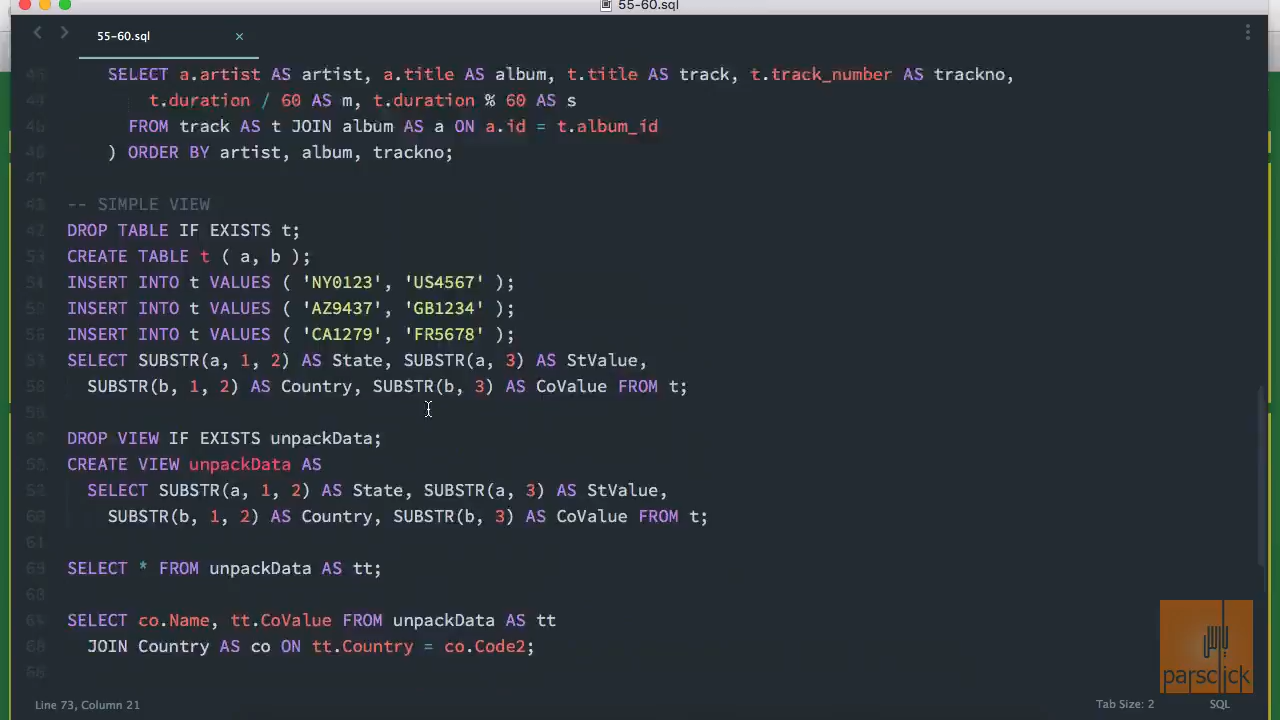 55-60.sql
55-60.sql ×
SELECT a.artist AS artist, a.title AS album, t.title AS track, t.track_number AS trackno,
t.duration / 60 AS m, t.duration % 60 AS s
FROM track AS t JOIN album AS a ON a.id = t.album_id
) ORDER BY artist, album, trackno;
-- SIMPLE VIEW
DROP TABLE IF EXISTS t;
CREATE TABLE t ( a, b );
INSERT INTO t VALUES ( 'NY0123', 'US4567' );
INSERT INTO t VALUES ( 'AZ9437', 'GB1234' );
INSERT INTO t VALUES ( 'CA1279', 'FR5678' );
SELECT SUBSTR(a, 1, 2) AS State, SUBSTR(a, 3) AS StValue,
SUBSTR(b, 1, 2) AS Country, SUBSTR(b, 3) AS CoValue FROM t;
DROP VIEW IF EXISTS unpackData;
CREATE VIEW unpackData AS
SELECT SUBSTR(a, 1, 2) AS State, SUBSTR(a, 3) AS StValue,
SUBSTR(b, 1, 2) AS Country, SUBSTR(b, 3) AS CoValue FROM t;
SELECT * FROM unpackData AS tt;
SELECT co.Name, tt.CoValue FROM unpackData AS tt
JOIN Country AS co ON tt.Country = co.Code2;
parsclick
Line 73, Column 21
Tab Size: 2
SQL